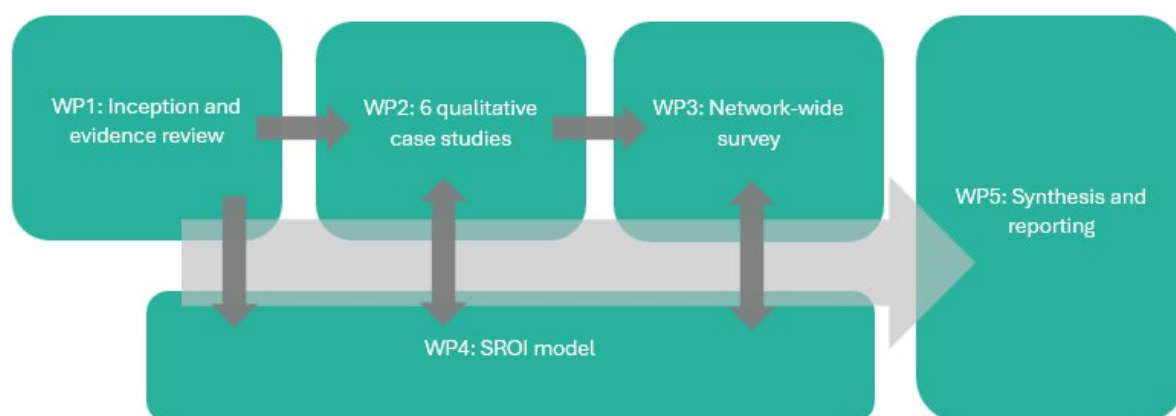 WP1: Inception and
evidence review
WP2: 6 qualitative
case studies
WP3: Network-wide
survey
WP5: Synthesis and
reporting
WP4: SROI model